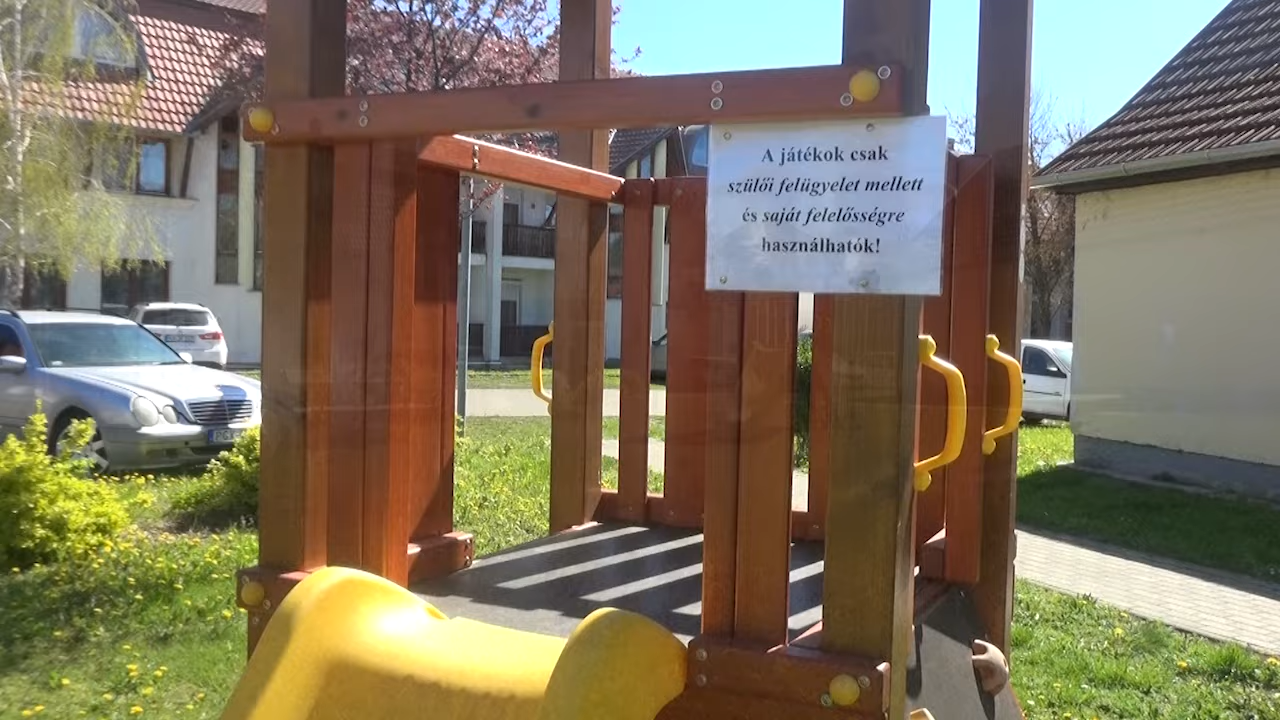 A játékok csak
szülői felügyelet mellett
és saját felelősségre
használhatók!